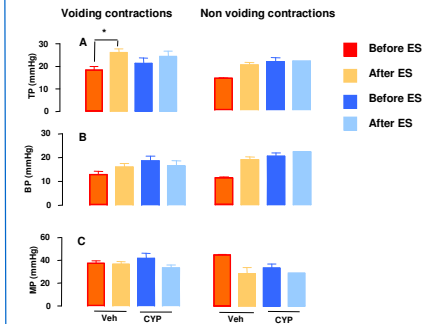 Voiding contractions
Non voiding contractions
A
*
TP (mmHg)
30
20
10
0
Before ES
After ES
Before ES
After ES
B
BP (mmHg)
30
20
10
0
C
MP (mmHg)
60
40
20
0
Veh
CYP
Veh
CYP